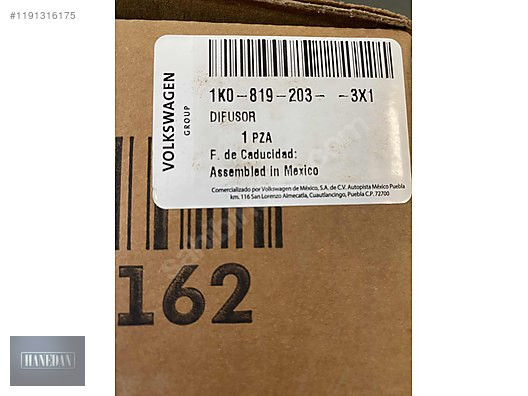 #1191316175
VOLKSWAGEN
GROUP
1K0-819-203- -3X1
DIFUSOR
1 PZA
F. de Caducidad:
Assembled in Mexico
Comercializado por Volkswagen de México, S.A. de C.V. Autopista México Puebla
km. 116 San Lorenzo Almecatla, Cuautlancingo, Puebla C.P. 72700
162
HANEDAN